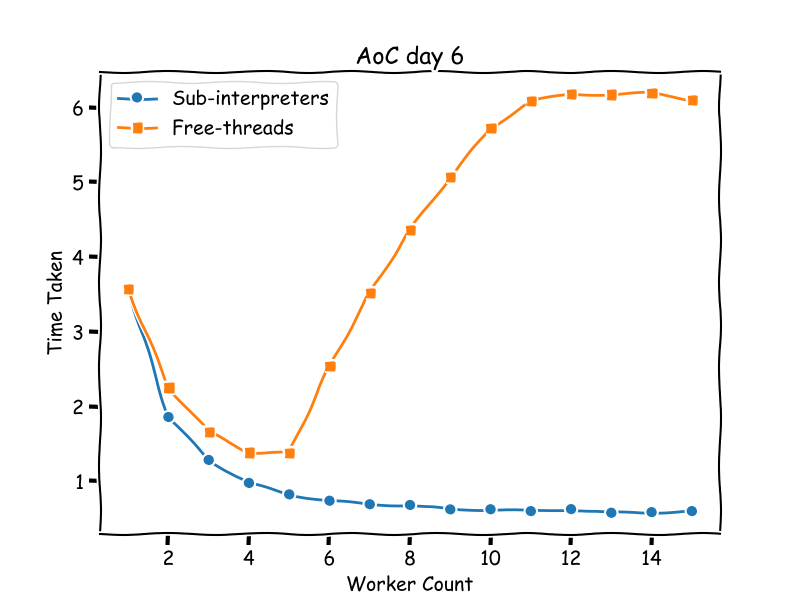 AoC day 6
Sub-interpreters
Free-threads
6
5
4
3
2
1
Time Taken
2 4 6 8 10 12 14
Worker Count